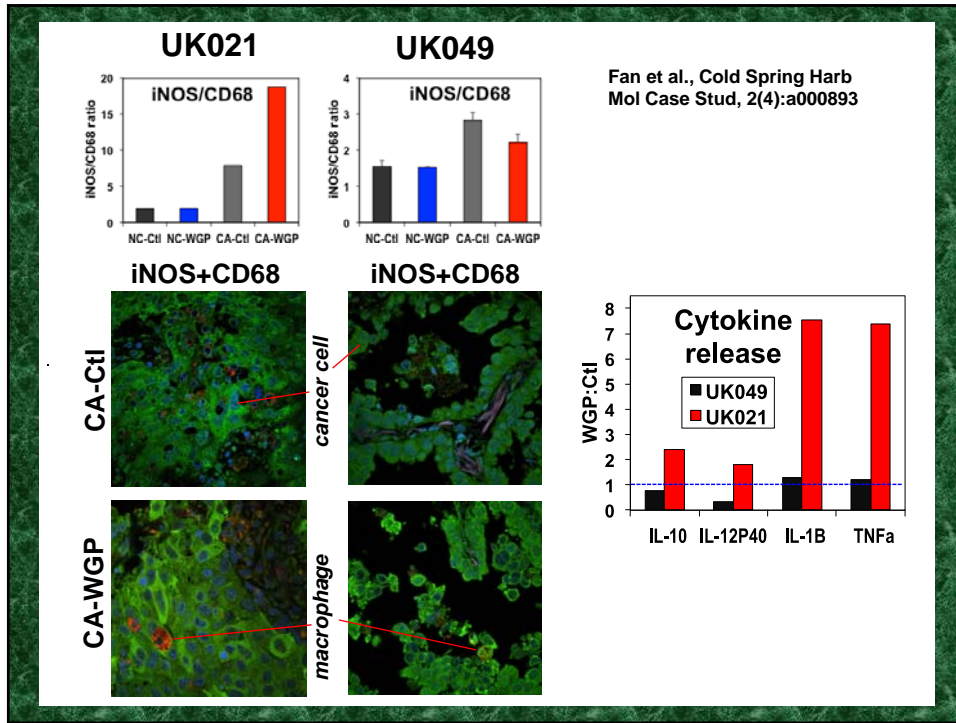 UK021
UK049
Fan et al., Cold Spring Harb
Mol Case Stud, 2(4):a000893
iNOS/CD68
iNOS/CD68 ratio
20
15
10
5
0
NC-Ctl NC-WGP CA-Ctl CA-WGP
iNOS/CD68
iNOS/CD68 ratio
4
3
2
1
0
NC-Ctl NC-WGP CA-Ctl CA-WGP
iNOS+CD68
iNOS+CD68
CA-Ctl
cancer cell
CA-WGP
macrophage
Cytokine
release
UK049
UK021
WGP:Ctl
8
7
6
5
4
3
2
1
0
IL-10 IL-12P40 IL-1B TNFa